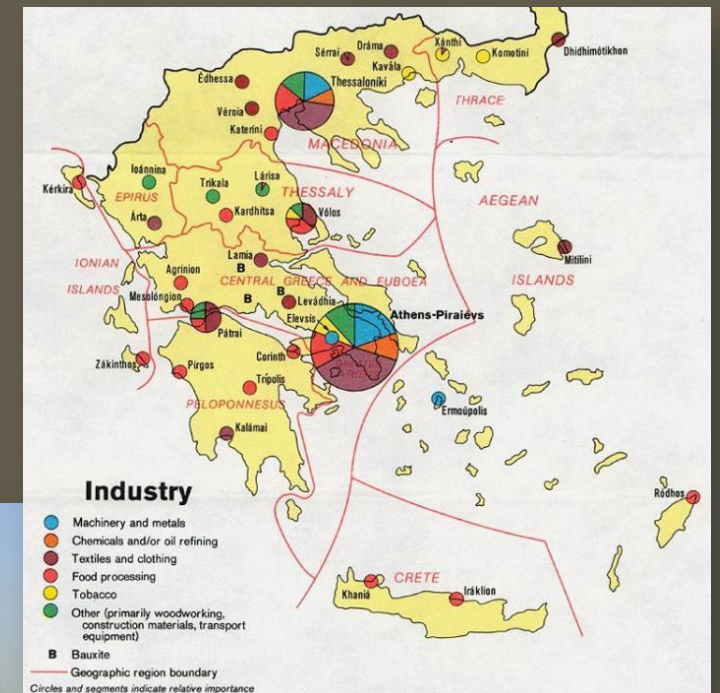 Sérrai
Dráma
Xánthi
Komotiní
Dhidhimótikhon
Kavála
Édhessa
Thessaloníki
THRACE
Véroia
Kateríni
MACEDONIA
Ioánnina
Lárisa
Kérkira
Tríkala
THESSALY
AEGEAN
EPIRUS
Kardhítsa
Vólos
Árta
Mitilíni
Lamía
IONIAN
B
Agrínion
CENTRAL GREECE AND EUBOEA
ISLANDS
ISLANDS
B
Mesolóngion
B
Levádhia
Elevsís
Athens-Piraiévs
Pátrai
Corinth
GREATER
ATHENS
Zákinthos
Pírgos
Trípolis
PELOPONNESUS
Ermoúpolis
Kalámai
Industry
Ródhos
Machinery and metals
Chemicals and/or oil refining
Textiles and clothing
Food processing
CRETE
Khaniá
Iráklion
Tobacco
Other (primarily woodworking,
construction materials, transport
equipment)
B Bauxite
Geographic region boundary
Circles and segments indicate relative importance